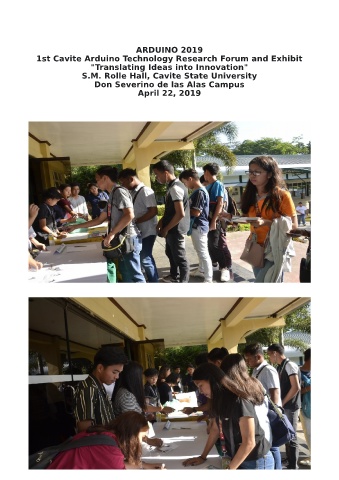 ARDUINO 2019
1st Cavite Arduino Technology Research Forum and Exhibit
"Translating Ideas into Innovation"
S.M. Rolle Hall, Cavite State University
Don Severino de las Alas Campus
April 22, 2019